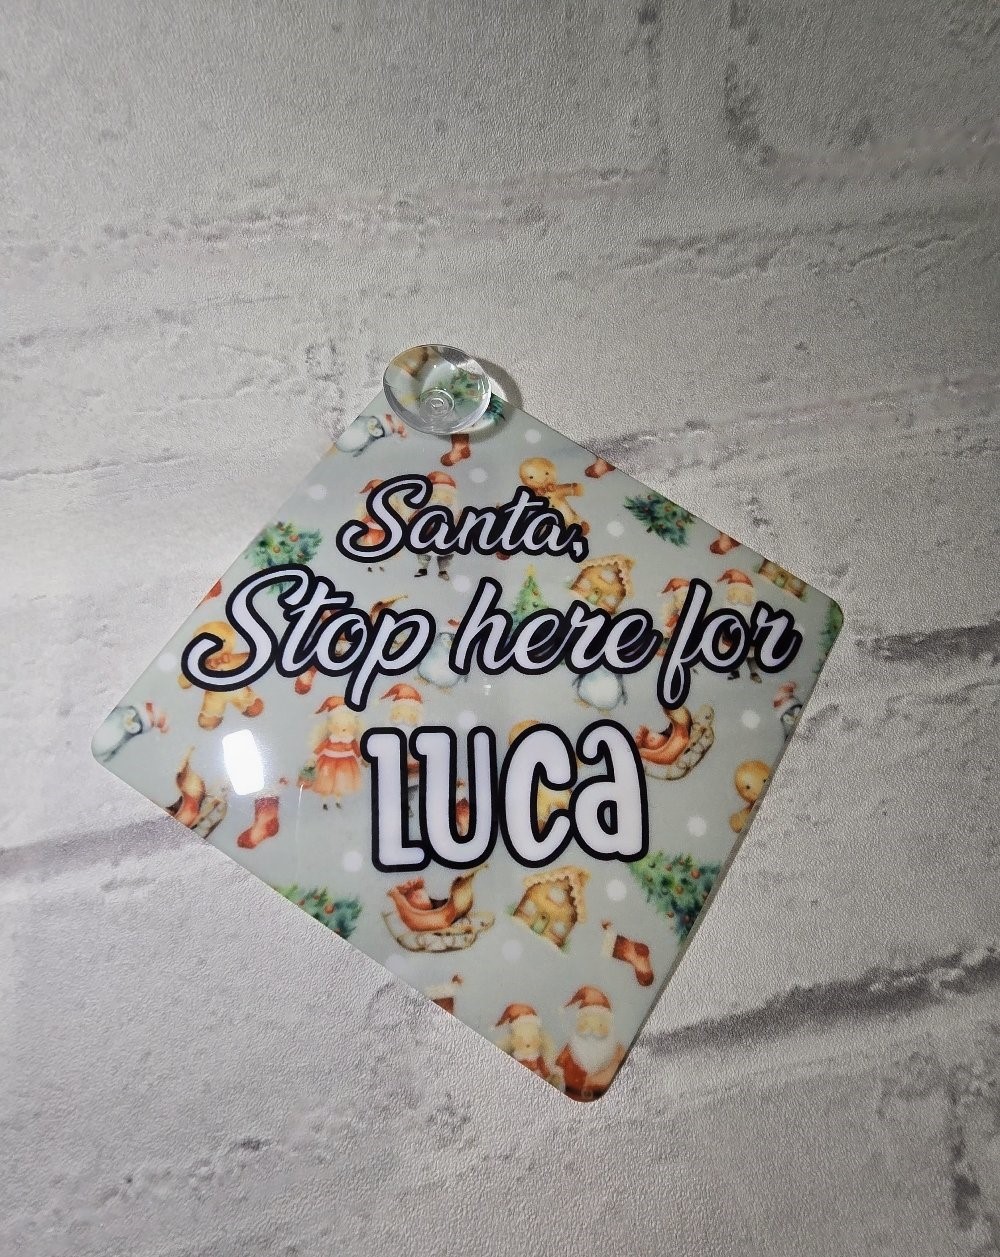 Santa,
Stop here for
LUCa